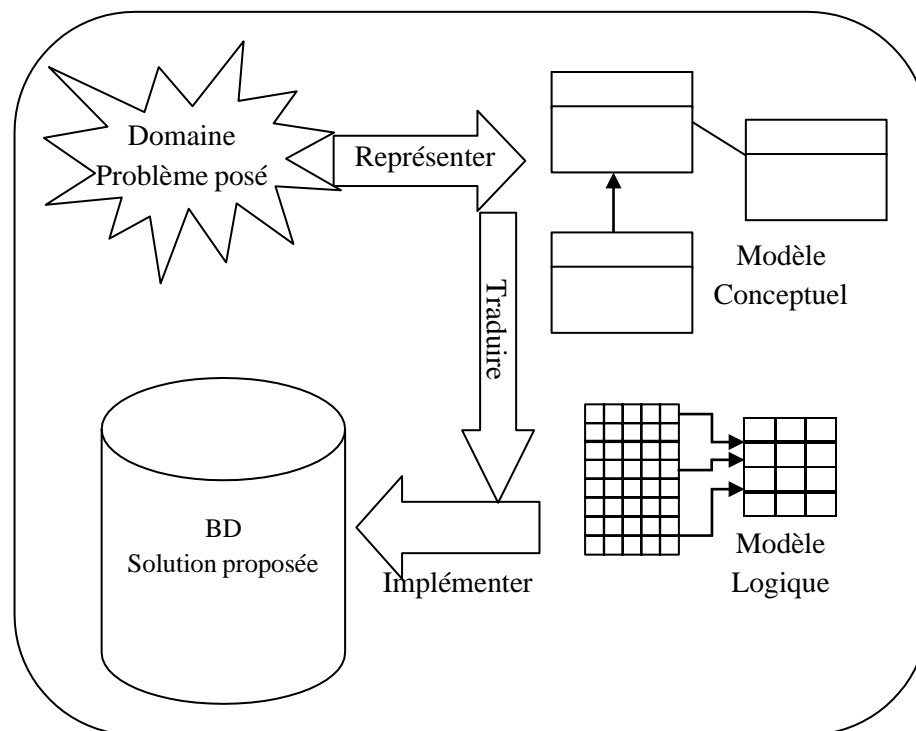 Domaine
Problème posé
Représenter
Modèle
Conceptuel
Traduire
BD
Solution proposée
Implémenter
Modèle
Logique